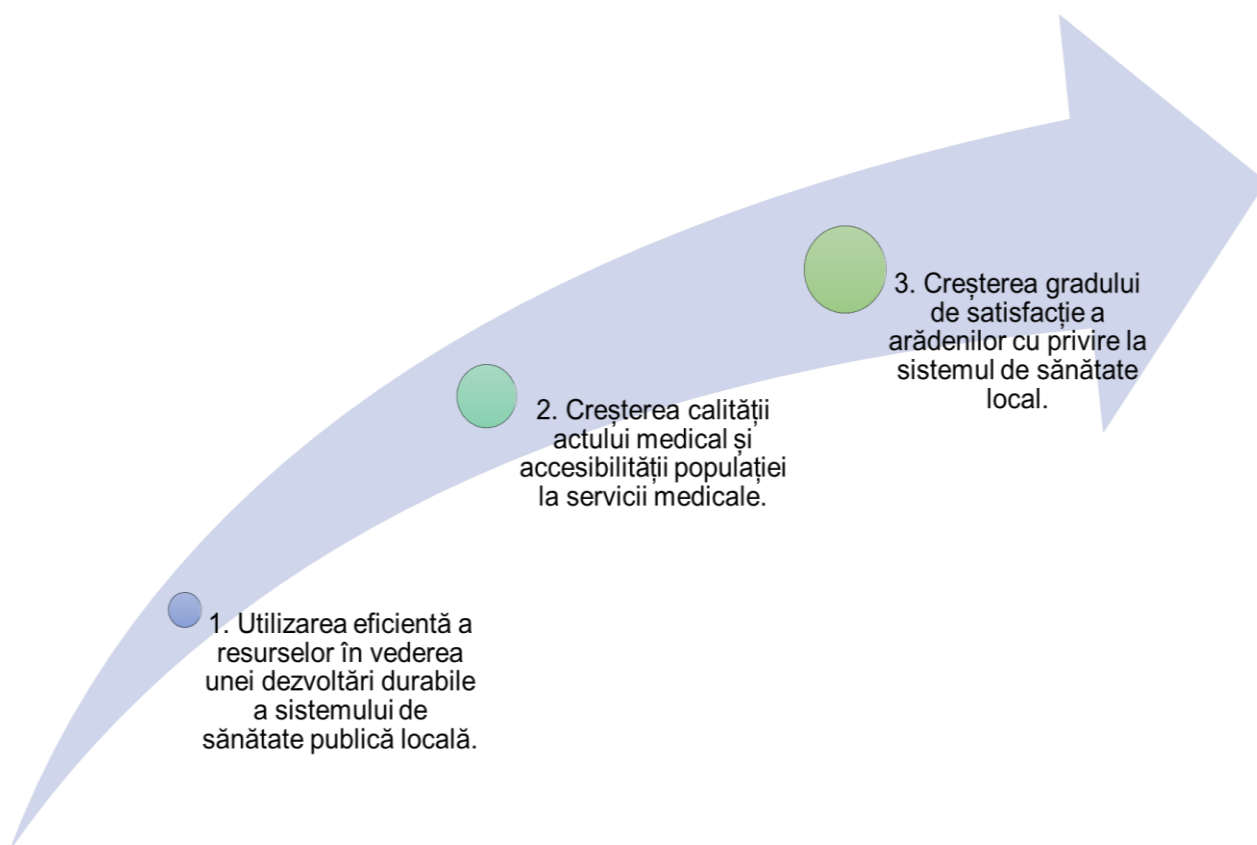 3. Creșterea gradului
de satisfacție a
arădenilor cu privire la
sistemul de sănătate
local.
2. Creșterea calității
actului medical și
accesibilității populației
la servicii medicale.
1. Utilizarea eficientă a
resurselor în vederea
unei dezvoltări durabile
a sistemului de
sănătate publică locală.